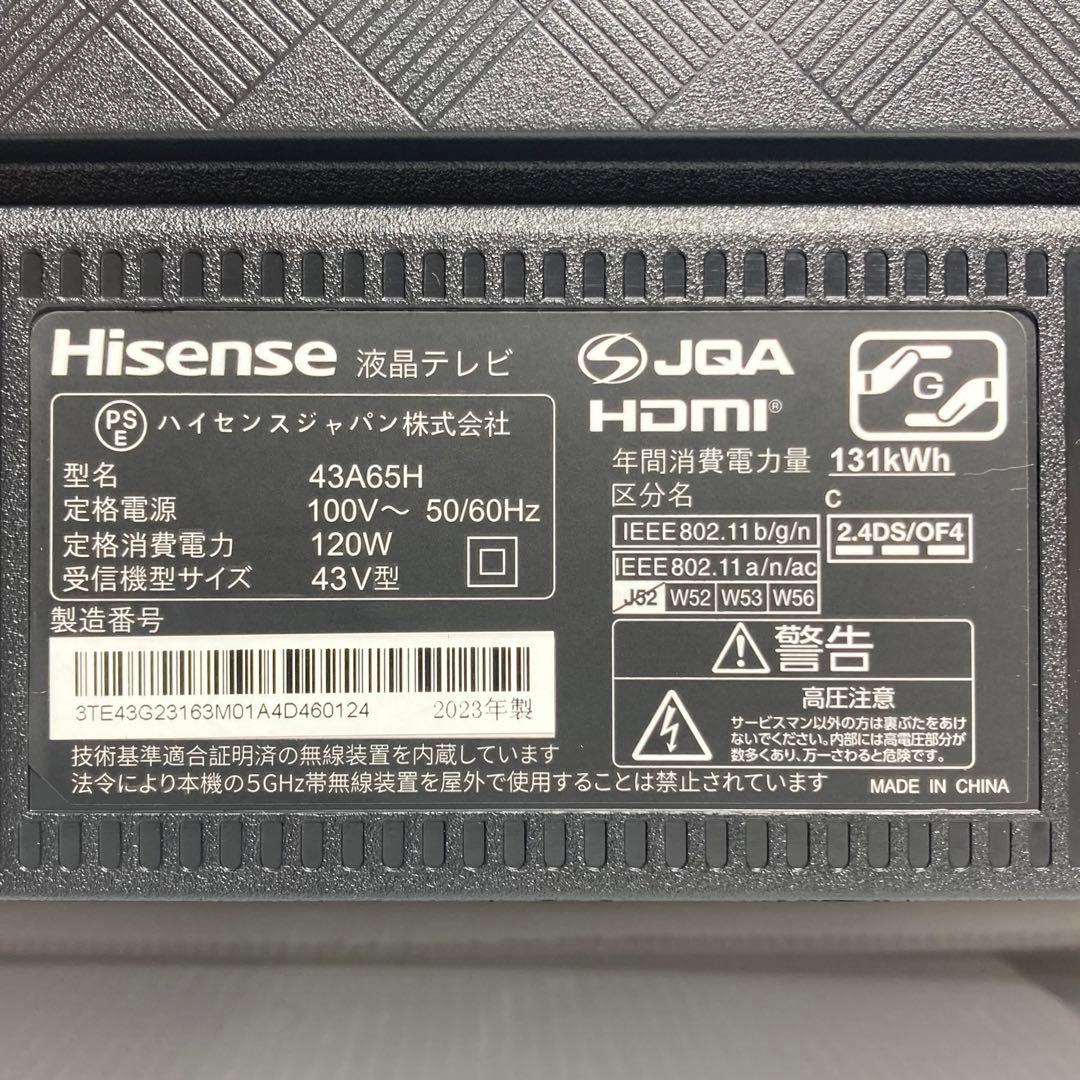 Hisense 液晶テレビ
PSE ハイセンスジャパン株式会社
型名 43A65H
定格電源 100V～ 50/60Hz
定格消費電力 120W
受信機型サイズ 43V型
製造番号
3TE43G23163M01A4D460124 2023年製
技術基準適合証明済の無線装置を内蔵しています
法令により本機の5GHz帯無線装置を屋外で使用することは禁止されています
JQA
HDMI®
G
年間消費電力量 131kWh
区分名 C
IEEE802.11b/g/n 2.4DS/OF4
IEEE802.11a/n/ac
J52 W52 W53 W56
警告
高圧注意
サービスマン以外の方は裏ぶたをあけ
ないでください。内部には高電圧部分が
数多くあり、万一さわると危険です。
MADE IN CHINA